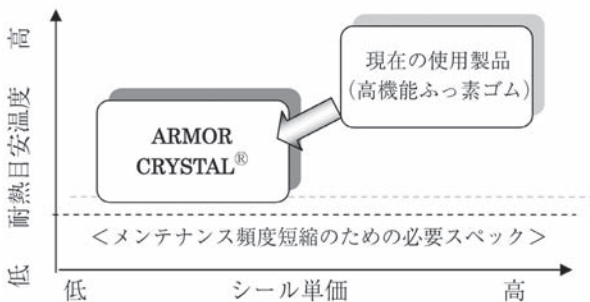 高
現在の使用製品
(高機能ふっ素ゴム)
耐熱目安温度
ARMOR
CRYSTAL®
<メンテナンス頻度短縮のための必要スペック>
低
低
シール単価
高